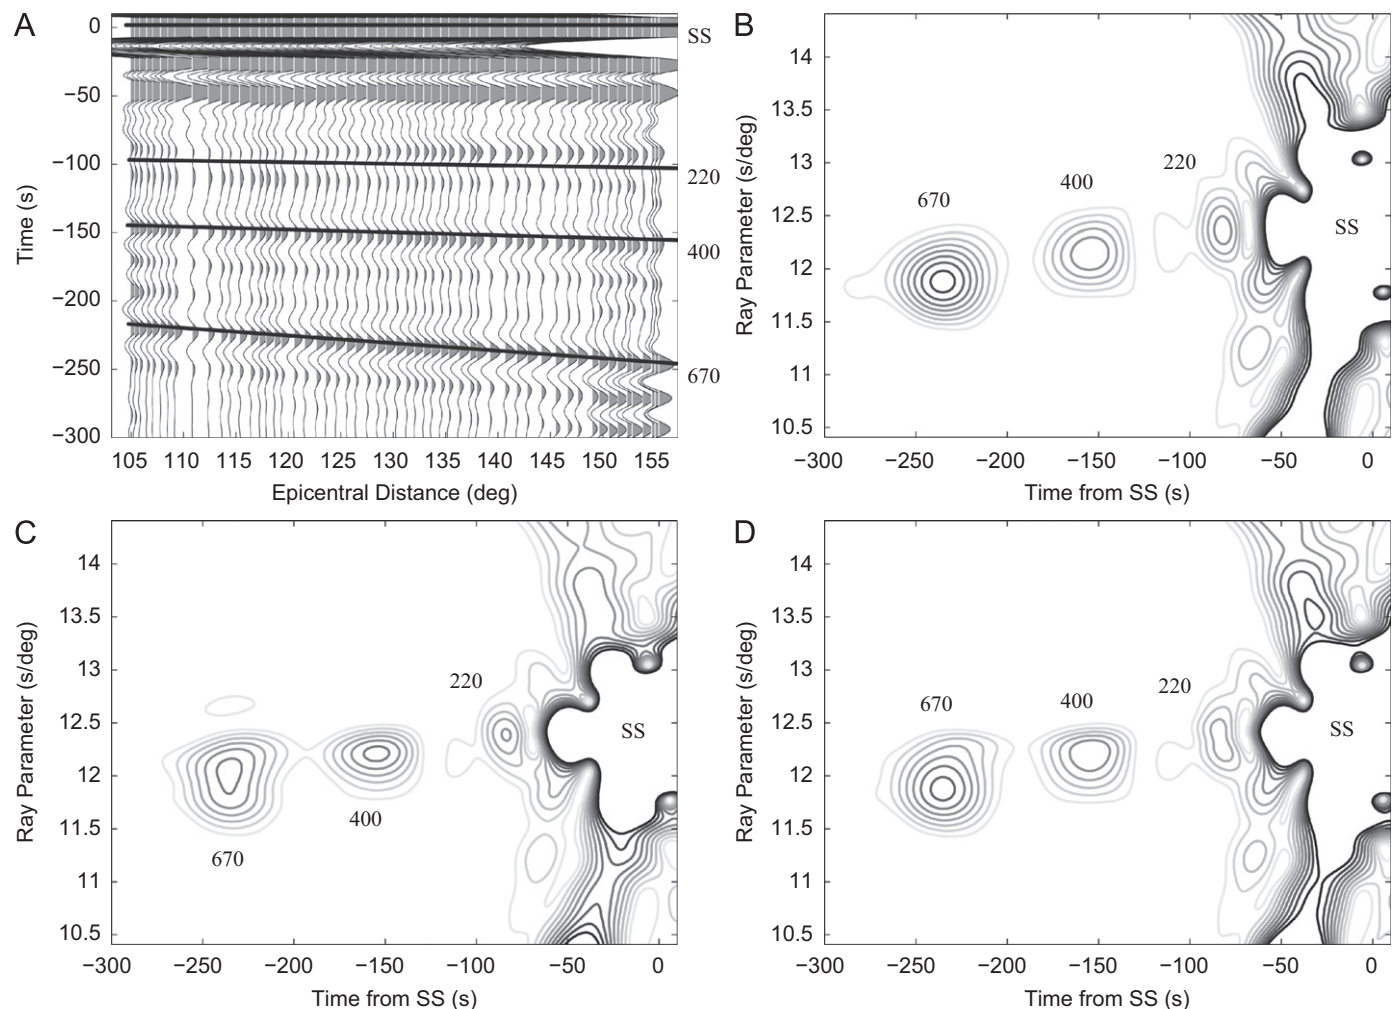 A
0
−50
−100
−150
−200
−250
−300
Time (s)
SS
220
400
670
105 110 115 120 125 130 135 140 145 150 155
Epicentral Distance (deg)
B
14
13.5
13
12.5
12
11.5
11
10.5
Ray Parameter (s/deg)
670
400
220
SS
−300 −250 −200 −150 −100 −50 0
Time from SS (s)
C
14
13.5
13
12.5
12
11.5
11
10.5
Ray Parameter (s/deg)
220
SS
400
670
−300 −250 −200 −150 −100 −50 0
Time from SS (s)
D
14
13.5
13
12.5
12
11.5
11
10.5
Ray Parameter (s/deg)
670
400
220
SS
−300 −250 −200 −150 −100 −50 0
Time from SS (s)